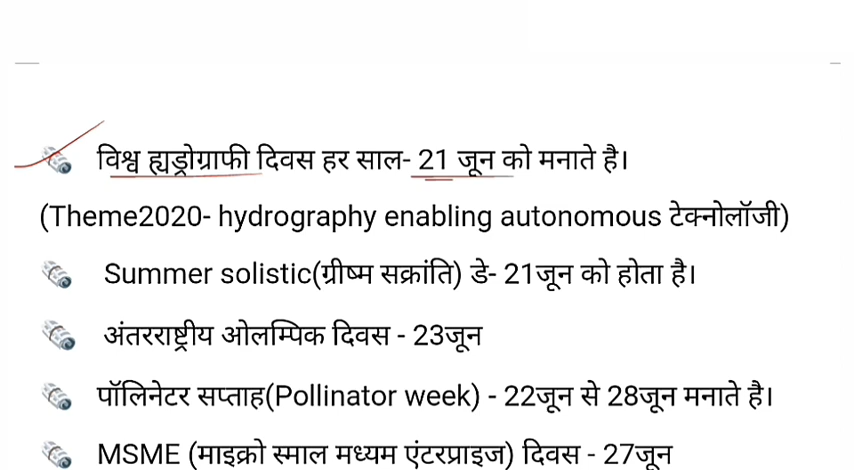 विश्व ह्यड्रोग्राफी दिवस हर साल- 21 जून को मनाते है।
(Theme2020- hydrography enabling autonomous टेक्नोलॉजी)
Summer solistic(ग्रीष्म सक्रांति) डे- 21जून को होता है।
अंतरराष्ट्रीय ओलम्पिक दिवस - 23जून
पॉलिनेटर सप्ताह(Pollinator week) - 22जून से 28जून मनाते है।
MSME (माइक्रो स्माल मध्यम एंटरप्राइज) दिवस - 27जून